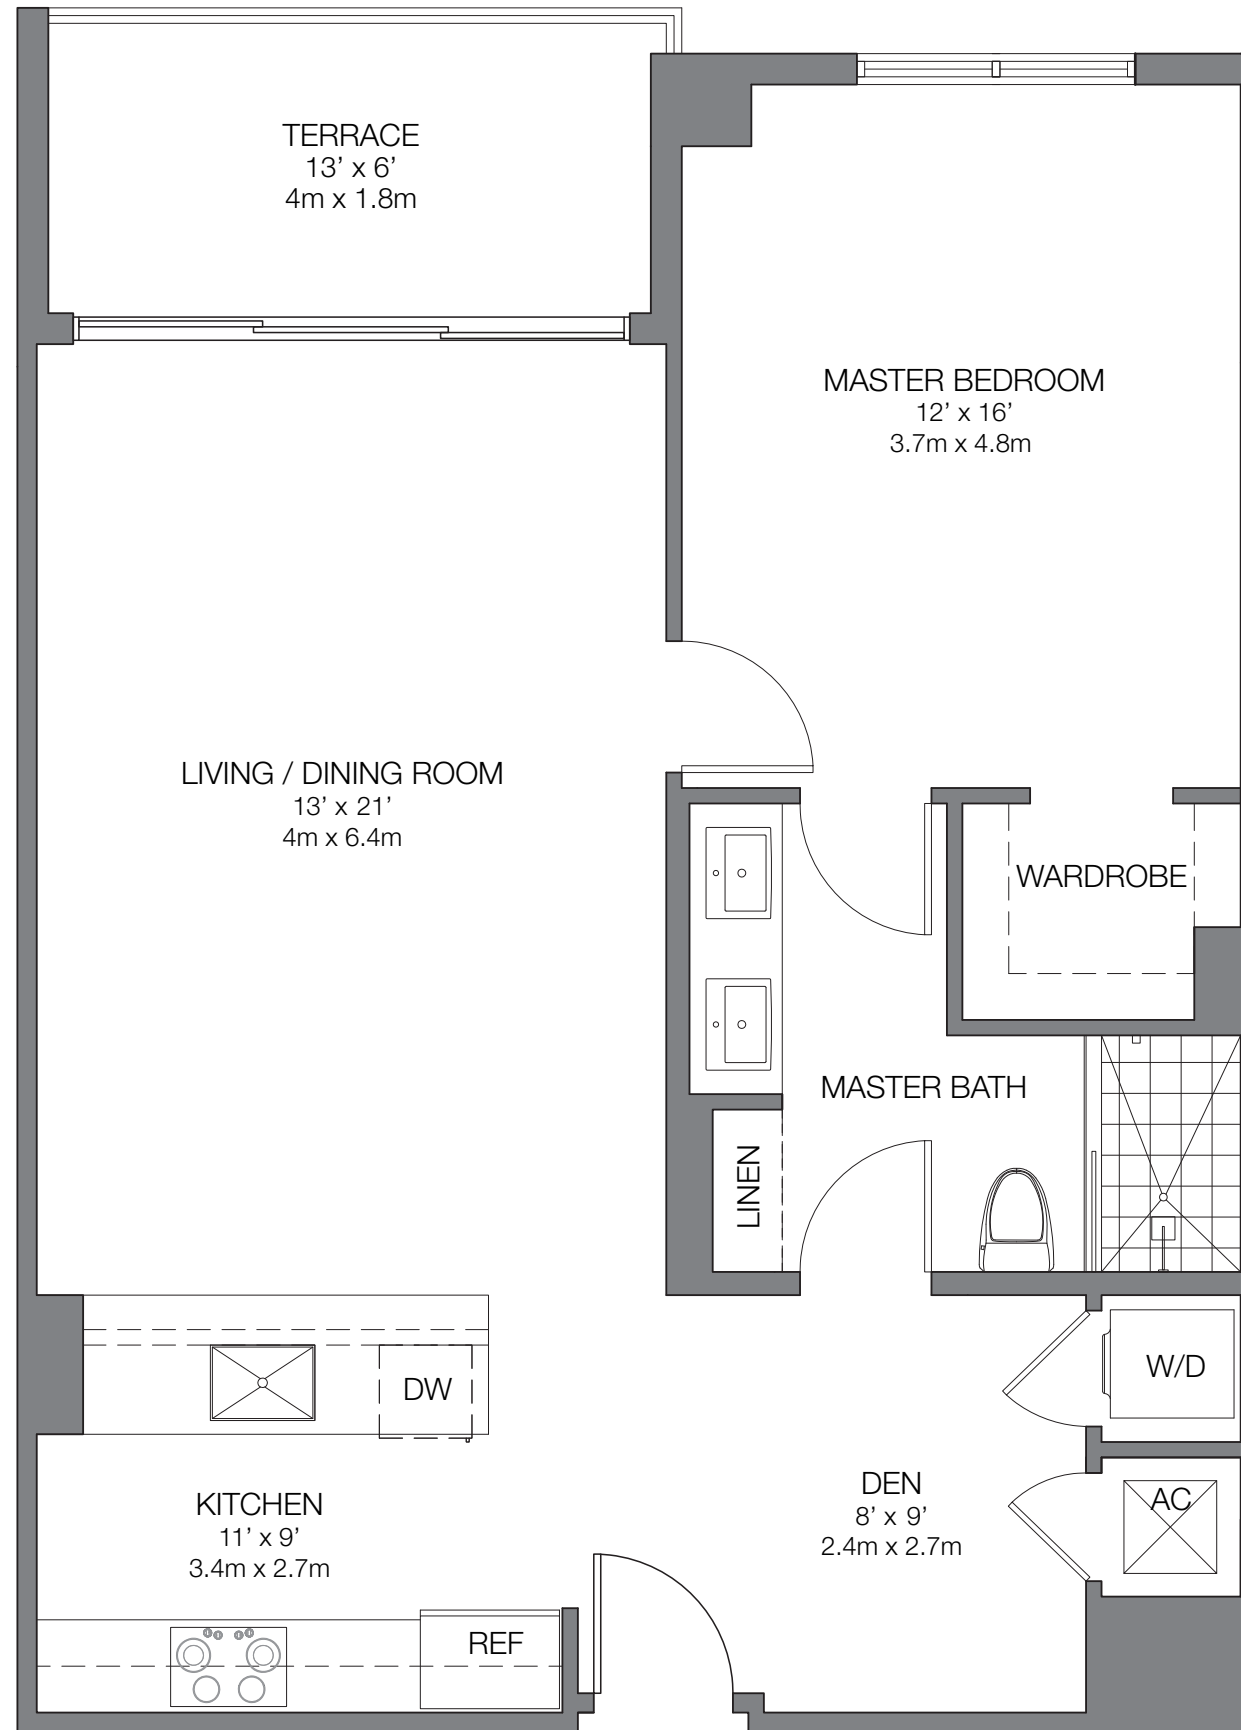 TERRACE
13’ x 6’
4m x 1.8m
MASTER BEDROOM
12’ x 16’
3.7m x 4.8m
LIVING / DINING ROOM
13’ x 21’
4m x 6.4m
WARDROBE
MASTER BATH
LINEN
W/D
DW
KITCHEN
11’ x 9’
3.4m x 2.7m
DEN
8’ x 9’
2.4m x 2.7m
AC
REF